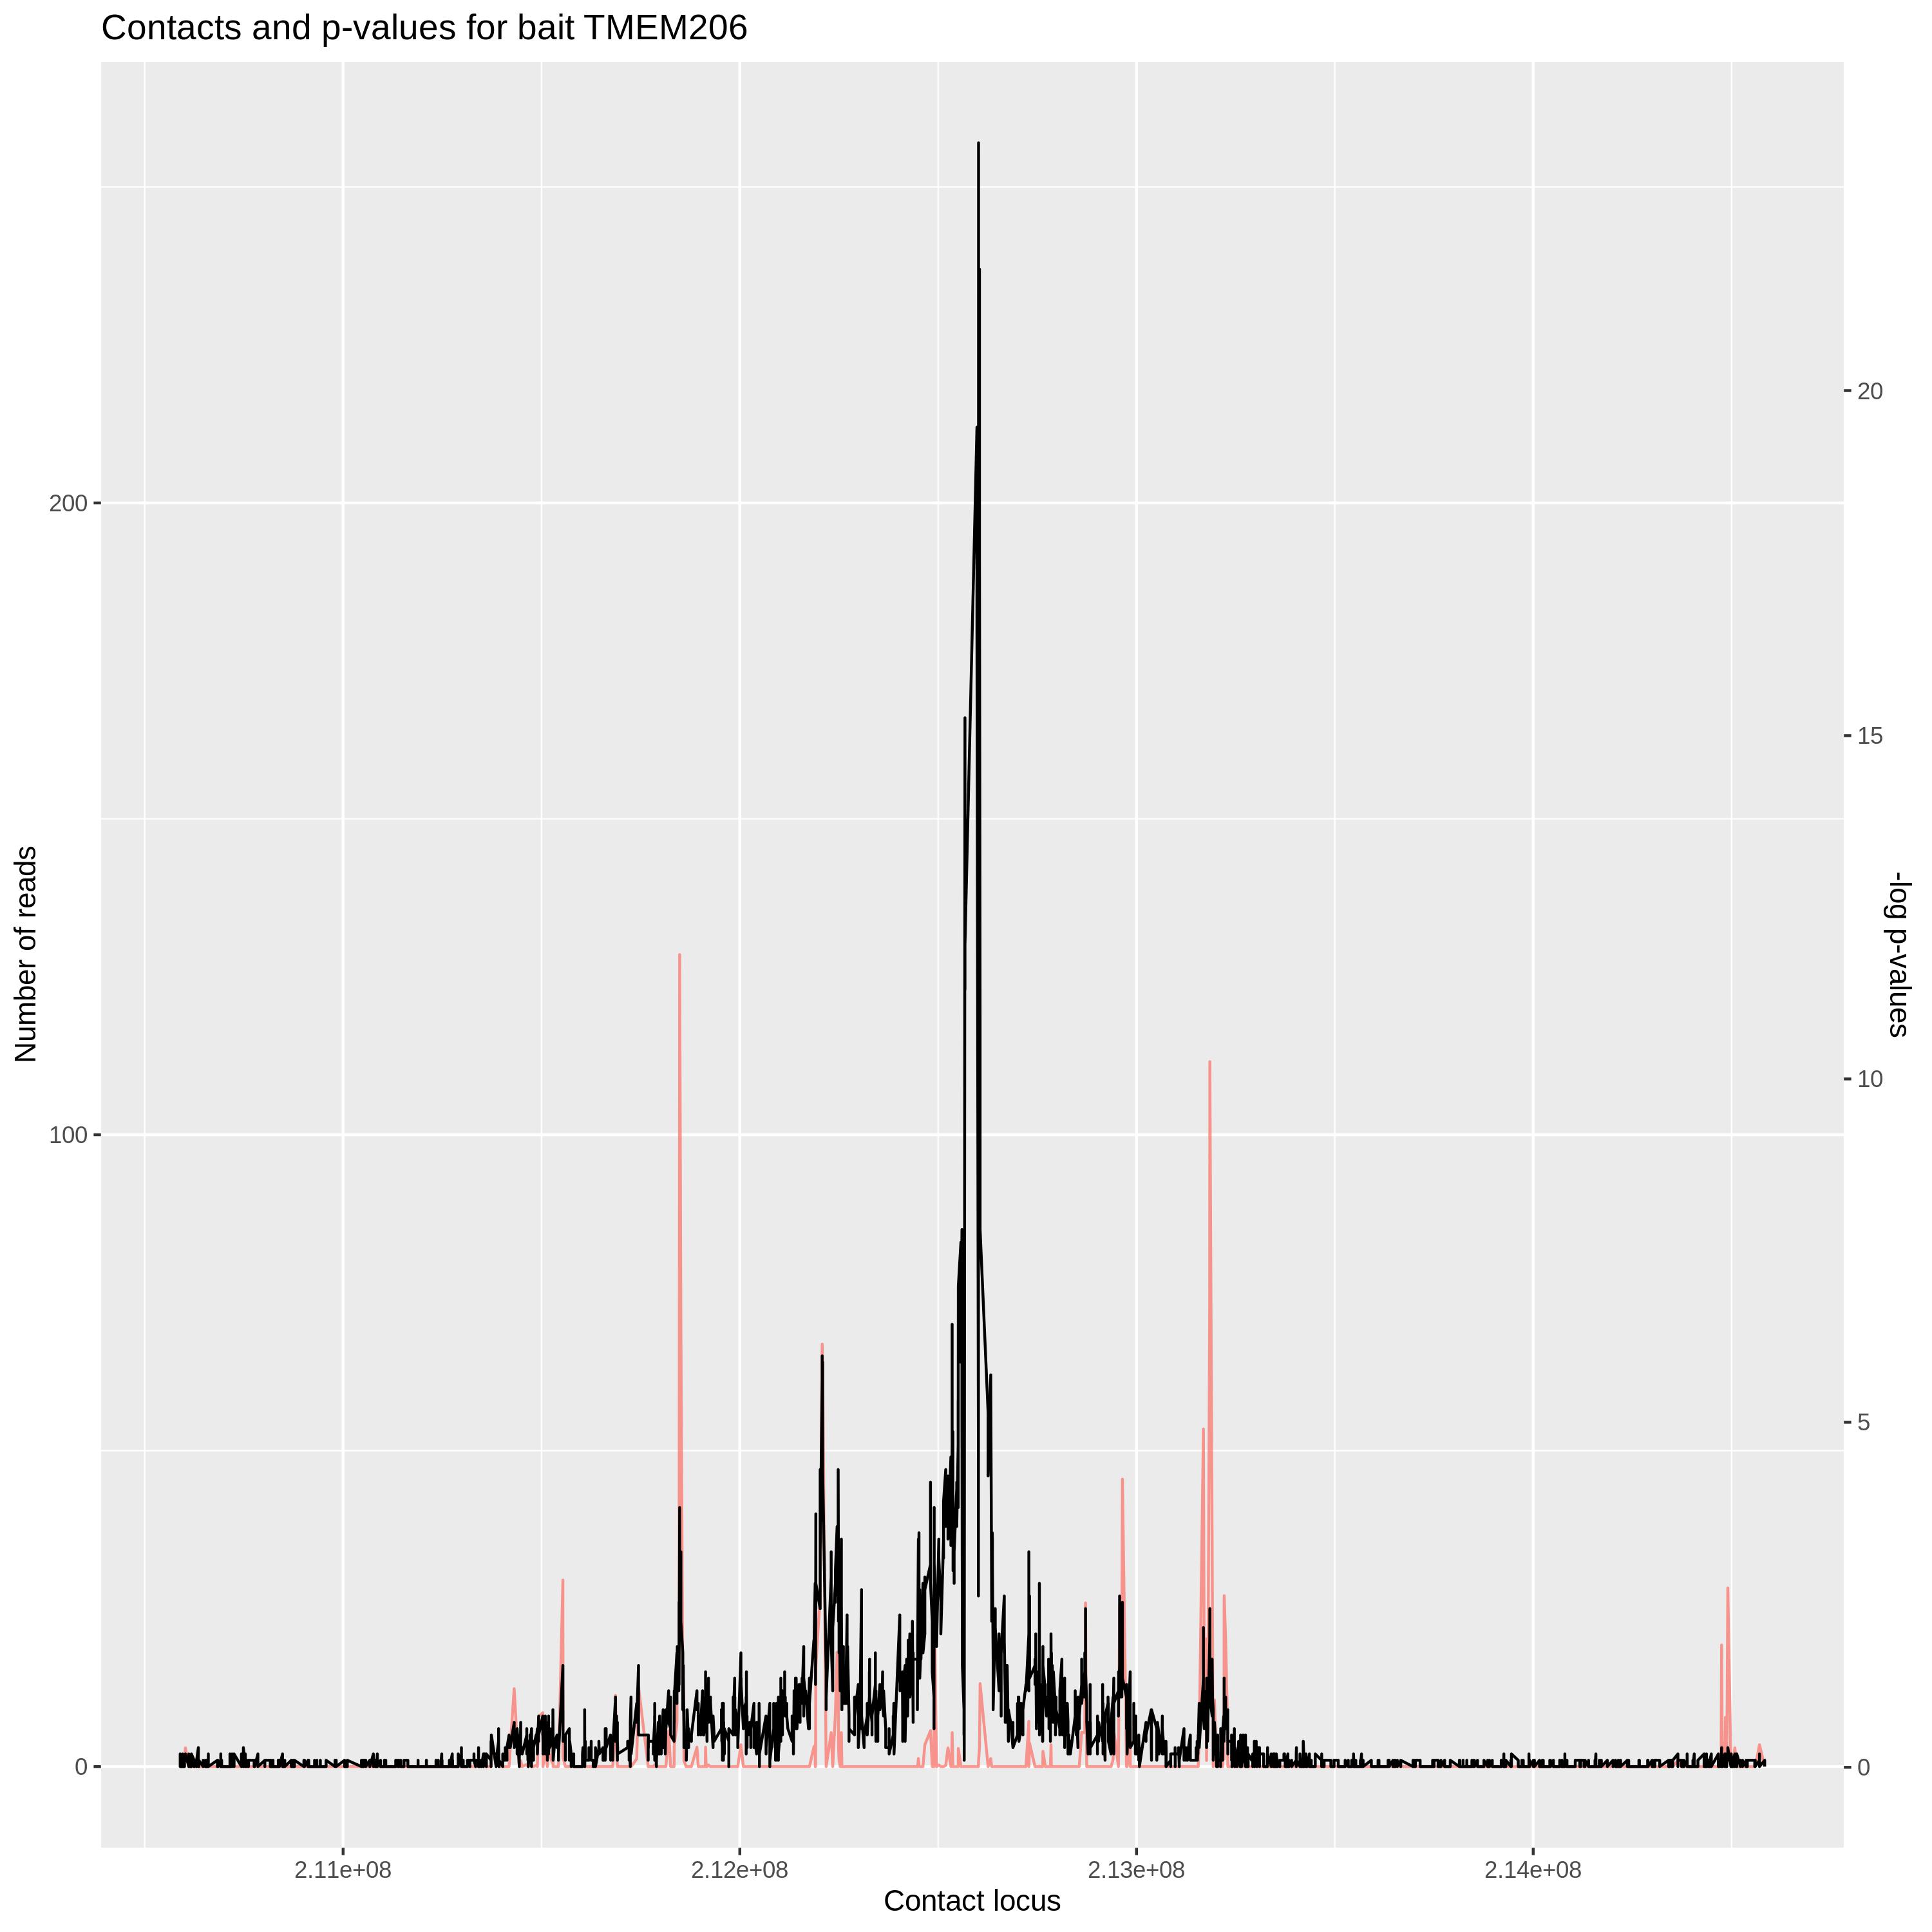 Contacts and p-values for bait TMEM206
Number of reads
200
100
0
20
15
10
5
0
-log p-values
2.11e+08 2.12e+08 2.13e+08 2.14e+08
Contact locus